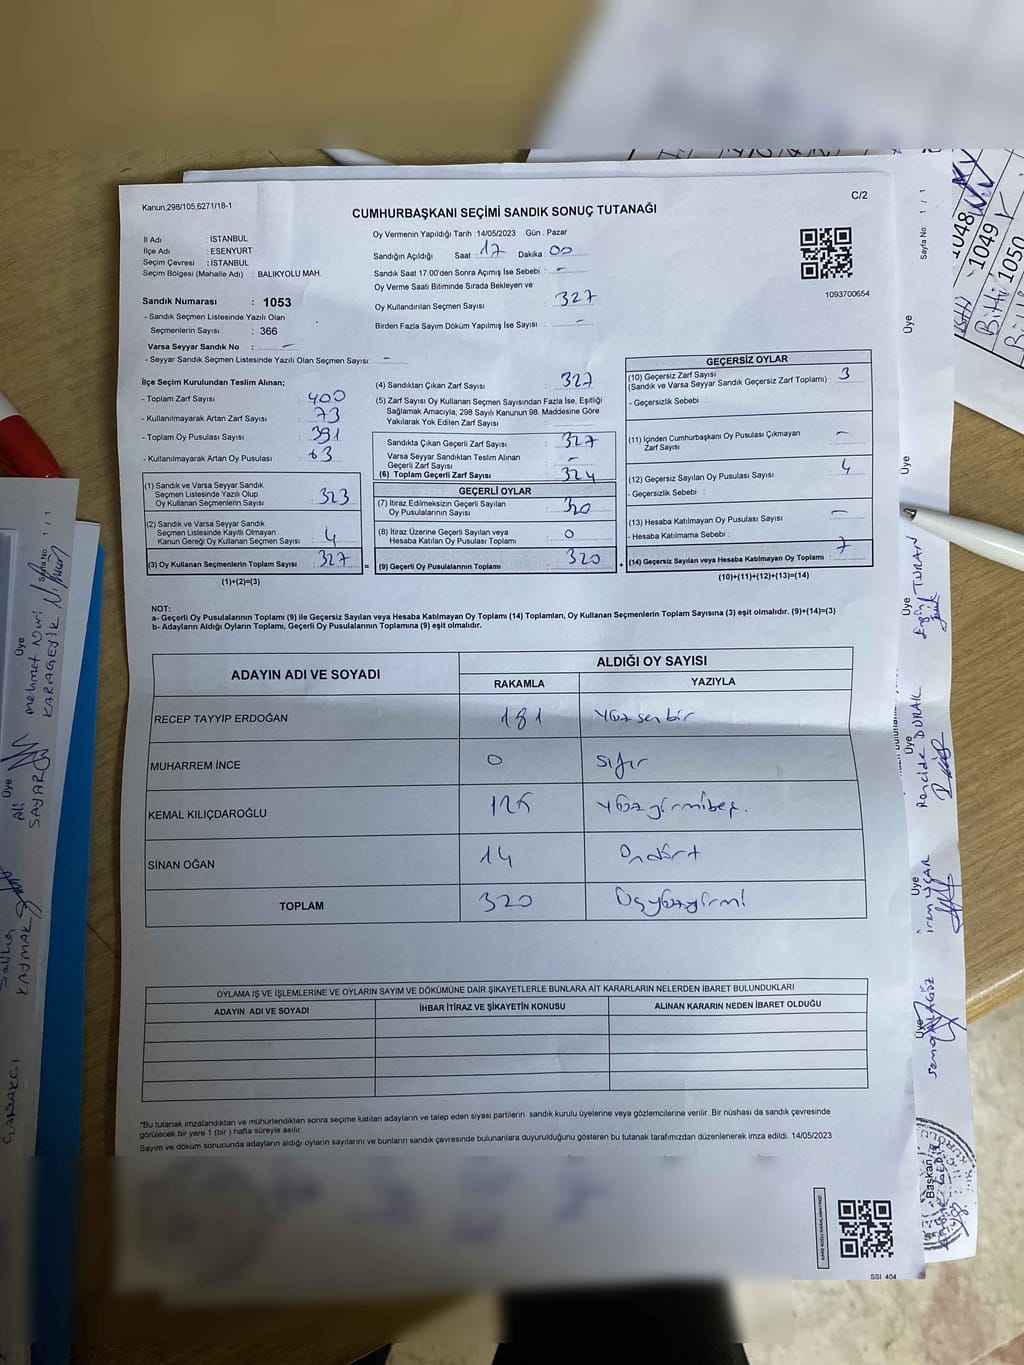 Kanun;298/105,6271/18-1
C/2
CUMHURBAŞKANI SEÇİMİ SANDIK SONUÇ TUTANAĞI
İl Adı : İSTANBUL
İlçe Adı : ESENYURT
Seçim Çevresi : İSTANBUL
Seçim Bölgesi (Mahalle Adı) : BALIKYOLU MAH.
Sandık Numarası : 1053
- Sandık Seçmen Listesinde Yazılı Olan
Seçmenlerin Sayısı : 366
Varsa Seyyar Sandık No : -
- Seyyar Sandık Seçmen Listesinde Yazılı Olan Seçmen Sayısı: -
Oy Vermenin Yapıldığı Tarih :14/05/2023 Gün : Pazar
Sandığın Açıldığı Saat : 17 Dakika : 00
Sandık Saat 17:00'den Sonra Açımış İse Sebebi : -
Oy Verme Saati Bitiminde Sırada Bekleyen ve
Oy Kullandırılan Seçmen Sayısı : 327
Birden Fazla Sayım Döküm Yapılmış İse Sayısı : -
1093700654
İlçe Seçim Kurulundan Teslim Alınan;
- Toplam Zarf Sayısı : 400
- Kullanılmayarak Artan Zarf Sayısı : 73
- Toplam Oy Pusulası Sayısı : 391
- Kullanılmayarak Artan Oy Pusulası : 63
(1) Sandık ve Varsa Seyyar Sandık
Seçmen Listesinde Yazılı Olup
Oy Kullanan Seçmenlerin Sayısı : 323
(2) Sandık ve Varsa Seyyar Sandık
Seçmen Listesinde Kayıtlı Olmayan
Kanun Gereği Oy Kullanan Seçmen Sayısı : 4
(3) Oy Kullanan Seçmenlerin Toplam Sayısı : 327
(1)+(2)=(3)
(4) Sandıktan Çıkan Zarf Sayısı : 327
(5) Zarf Sayısı Oy Kullanan Seçmen Sayısından Fazla İse, Eşitliği
Sağlamak Amacıyla; 298 Sayılı Kanunun 98. Maddesine Göre
Yakılarak Yok Edilen Zarf Sayısı :
Sandıkta Çıkan Geçerli Zarf Sayısı : 327
Varsa Seyyar Sandıktan Teslim Alınan
Geçerli Zarf Sayısı : -
(6) Toplam Geçerli Zarf Sayısı : 324
GEÇERLİ OYLAR
(7) İtiraz Edilmeksizin Geçerli Sayılan
Oy Pusulalarının Sayısı : 320
(8) İtiraz Üzerine Geçerli Sayılan veya
Hesaba Katılan Oy Pusulası Toplamı : 0
(9) Geçerli Oy Pusulalarının Toplamı : 320
GEÇERSİZ OYLAR
(10) Geçersiz Zarf Sayısı
(Sandık ve Varsa Seyyar Sandık Geçersiz Zarf Toplamı) : 3
- Geçersizlik Sebebi :
(11) İçinden Cumhurbaşkanı Oy Pusulası Çıkmayan
Zarf Sayısı : -
(12) Geçersiz Sayılan Oy Pusulası Sayısı : 4
- Geçersizlik Sebebi :
(13) Hesaba Katılmayan Oy Pusulası Sayısı : -
- Hesaba Katılmama Sebebi :
(14) Geçersiz Sayılan veya Hesaba Katılmayan Oy Toplamı : 7
(10)+(11)+(12)+(13)=(14)
NOT:
a- Geçerli Oy Pusulalarının Toplamı (9) ile Geçersiz Sayılan veya Hesaba Katılmayan Oy Toplamı (14) Toplamları, Oy Kullanan Seçmenlerin Toplam Sayısına (3) eşit olmalıdır. (9)+(14)=(3)
b- Adayların Aldığı Oyların Toplamı, Geçerli Oy Pusulalarının Toplamına (9) eşit olmalıdır.
ADAYIN ADI VE SOYADI
ALDIĞI OY SAYISI
RAKAMLA YAZIYLA
RECEP TAYYİP ERDOĞAN 181 Yüzsenbir
MUHARREM İNCE 0 Sıfır
KEMAL KILIÇDAROĞLU 125 Yüzyirmibeş.
SİNAN OĞAN 14 Ondört
TOPLAM 320 Üçyüzyirmi
OYLAMA İŞ VE İŞLEMLERİNE VE OYLARIN SAYIM VE DÖKÜMÜNE DAİR ŞİKAYETLERLE BUNLARA AİT KARARLARIN NELERDEN İBARET BULUNDUKLARI
ADAYIN ADI VE SOYADI İHBAR İTİRAZ VE ŞİKAYETİN KONUSU ALINAN KARARIN NEDEN İBARET OLDUĞU
*Bu tutanak imzalandıktan ve mühürlendikten sonra seçime katılan adayların ve talep eden siyasi partilerin sandık kurulu üyelerine veya gözlemcilerine verilir .Bir nüshası da sandık çevresinde
görülecek bir yere 1 (bir ) hafta süreyle asılır.
Sayım ve döküm sonucunda adayların aldığı oyların sayılarını ve bunların sandık çevresinde bulunanlara duyurulduğunu gösteren bu tutanak tarafımızdan düzenlenerek imza edildi. 14/05/2023
SSI_404
Sayfa No: 1 / 1
Üye
Üye
Üye
Engin TURAN
Üye
Rancide DURAK
Üye
İrem UÇAR
Üye
Başkan
1048
1049
Bitti 1050
Sayfa No 1 / 1
Üye
mehmet Nuri
KARAGEYİK
Üye
Ali
SAYAR
Saliha
KAYMAK